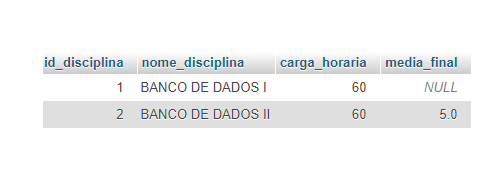 id_disciplina nome_disciplina carga_horaria media_final
1 BANCO DE DADOS I 60 NULL
2 BANCO DE DADOS II 60 5.0